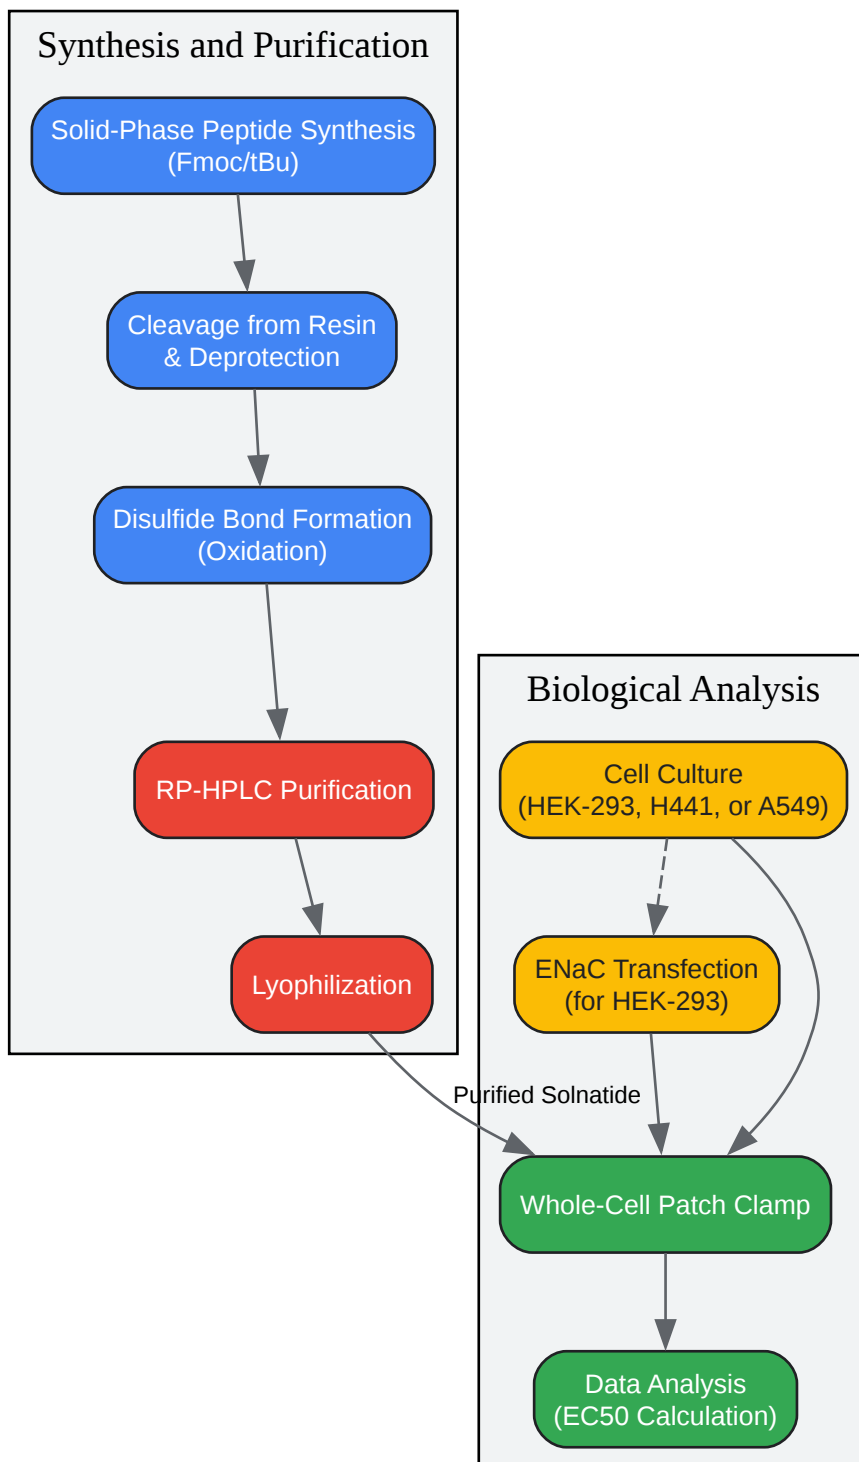 Synthesis and Purification
Solid-Phase Peptide Synthesis
(Fmoc/tBu)
Cleavage from Resin
& Deprotection
Disulfide Bond Formation
(Oxidation)
RP-HPLC Purification
Lyophilization
Purified Solnatide
Biological Analysis
Cell Culture
(HEK-293, H441, or A549)
ENaC Transfection
(for HEK-293)
Whole-Cell Patch Clamp
Data Analysis
(EC50 Calculation)